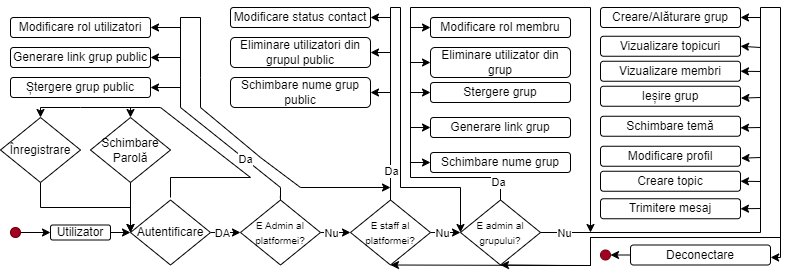 Modificare rol utilizatori
Generare link grup public
Ștergere grup public
Modificare status contact
Eliminare utilizatori din
grupul public
Schimbare nume grup
public
Modificare rol membru
Eliminare utilizator din
grup
Stergere grup
Generare link grup
Schimbare nume grup
Creare/Alăturare grup
Vizualizare topicuri
Vizualizare membri
Ieșire grup
Schimbare temă
Modificare profil
Creare topic
Trimitere mesaj
Înregistrare
Schimbare
Parolă
Da
Da
Da
Utilizator
Autentificare
DA
E Admin al
platformei?
Nu
E staff al
platformei?
Nu
E admin al
grupului?
Nu
Deconectare